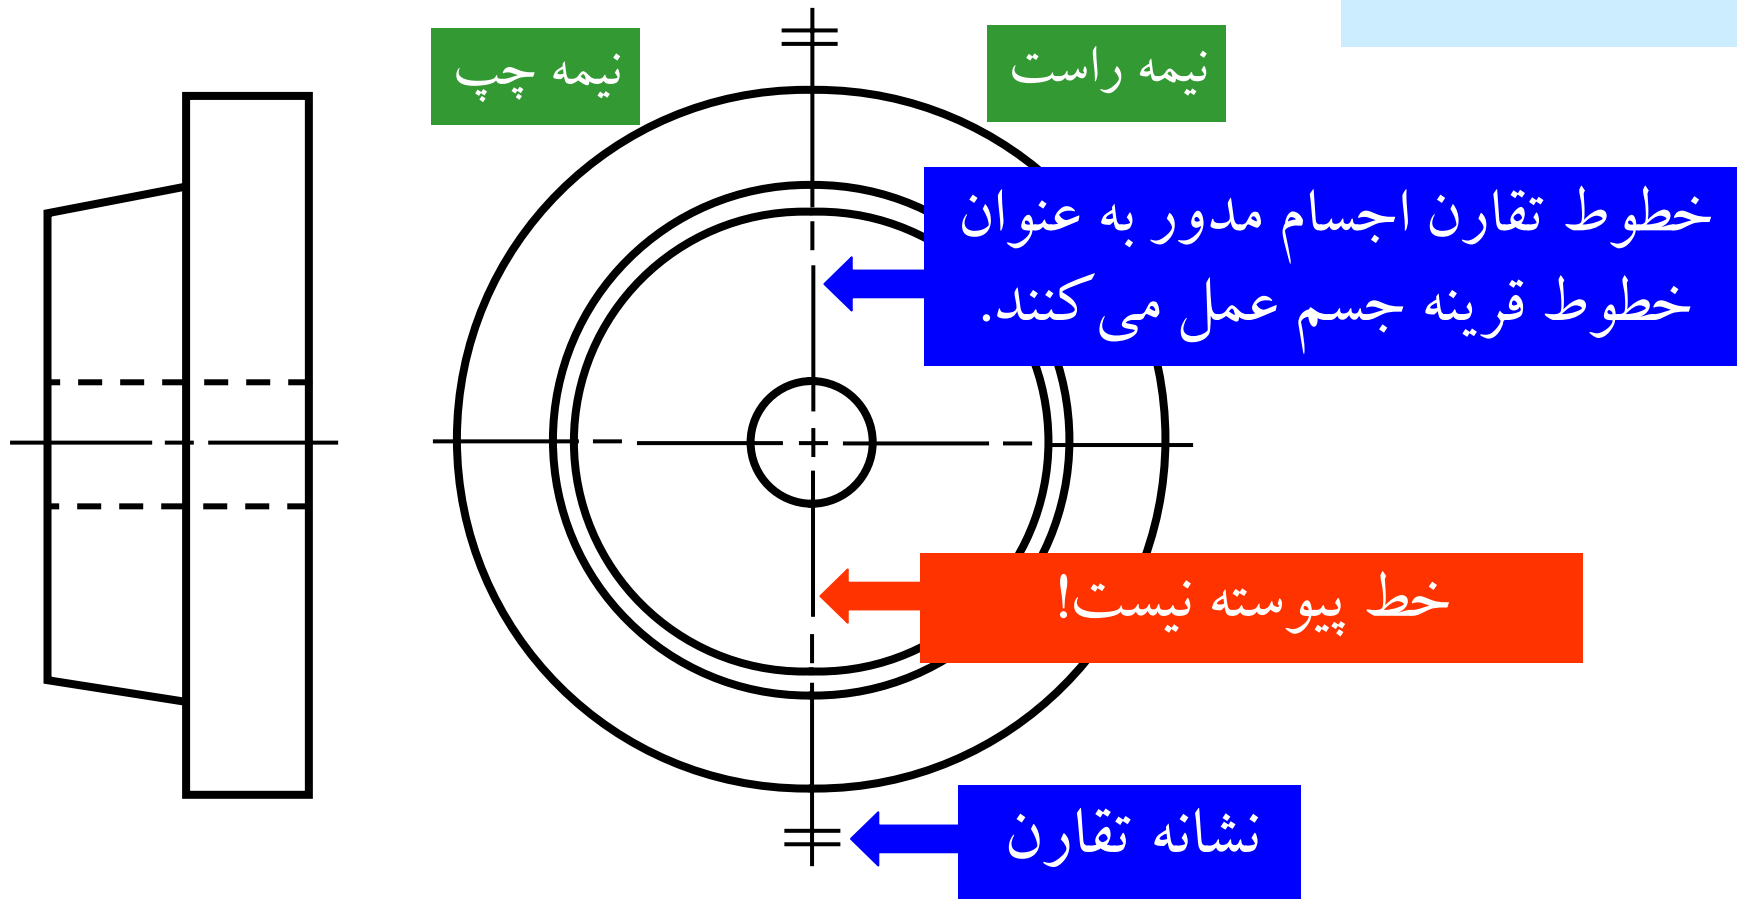 نیمه راست
نیمه چپ
خطوط تقارن اجسام مدور به عنوان
خطوط قرینه جسم عمل می‌کنند.
خط پیوسته نیست!
نشانه تقارن